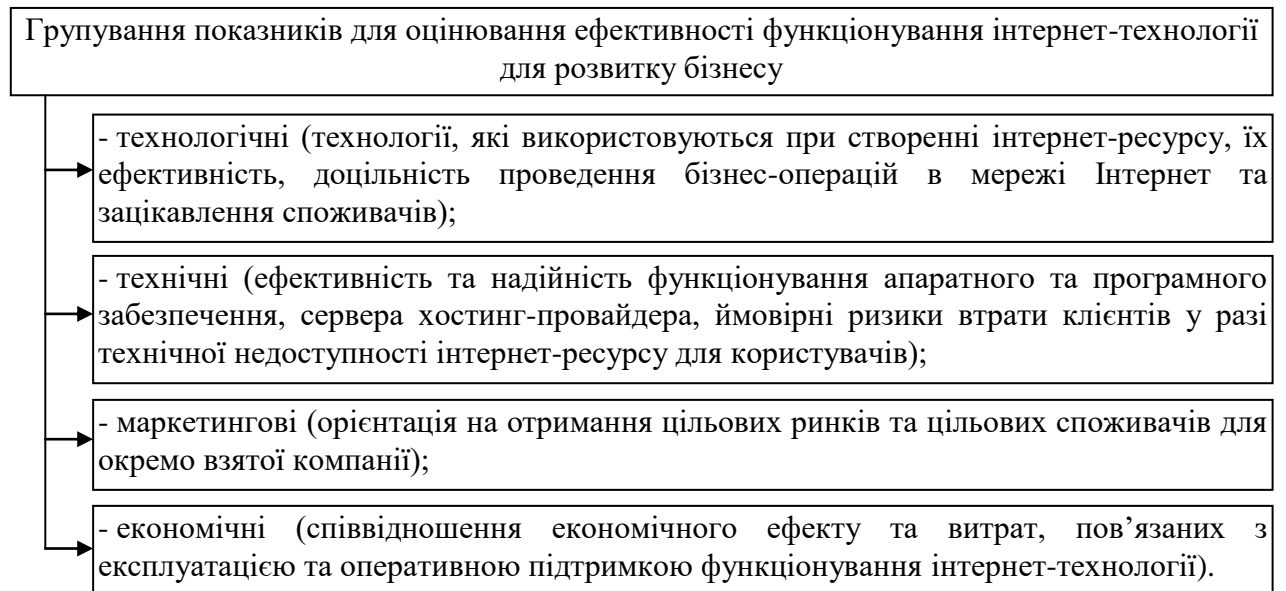 Групування показників для оцінювання ефективності функціонування інтернет-технології
для розвитку бізнесу
- технологічні (технології, які використовуються при створенні інтернет-ресурсу, їх
ефективність, доцільність проведення бізнес-операцій в мережі Інтернет та
зацікавлення споживачів);
- технічні (ефективність та надійність функціонування апаратного та програмного
забезпечення, сервера хостинг-провайдера, ймовірні ризики втрати клієнтів у разі
технічної недоступності інтернет-ресурсу для користувачів);
- маркетингові (орієнтація на отримання цільових ринків та цільових споживачів для
окремо взятої компанії);
- економічні (співвідношення економічного ефекту та витрат, пов’язаних з
експлуатацією та оперативною підтримкою функціонування інтернет-технології).